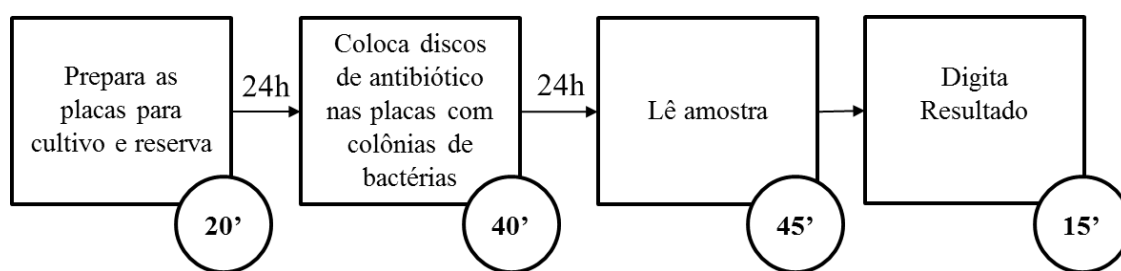 Prepara as
placas para
cultivo e reserva
20’
24h
Coloca discos
de antibiótico
nas placas com
colônias de
bactérias
40’
24h
Lê amostra
45’
Digita
Resultado
15’